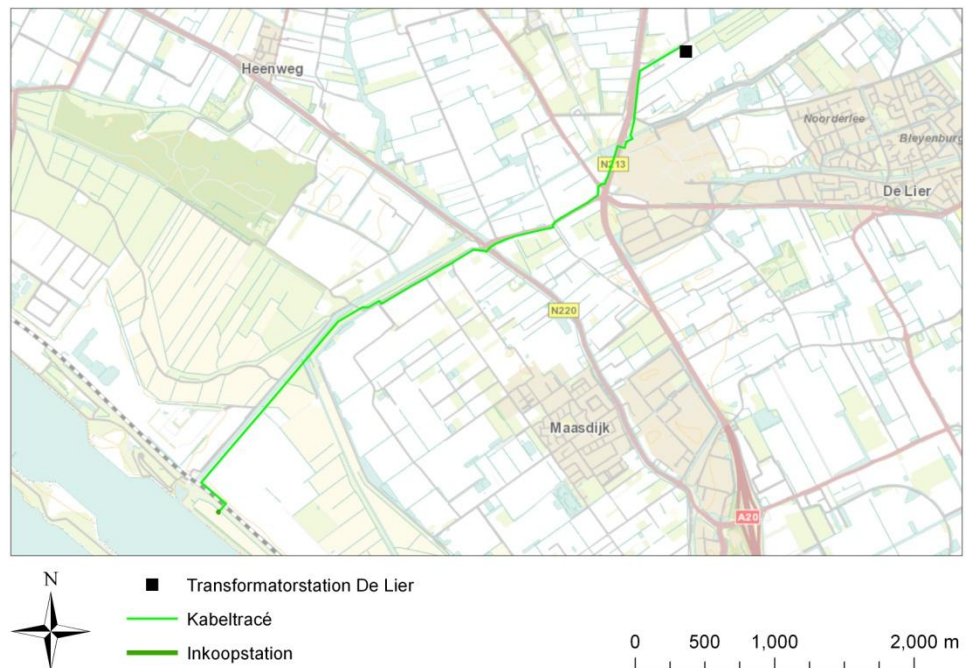 Heenweg
Noorderlee
Bleyenburg
N213
De Lier
N220
Maasdijk
A20
N
Transformatorstation De Lier
Kabeltracé
Inkoopstation
0 500 1,000 2,000 m